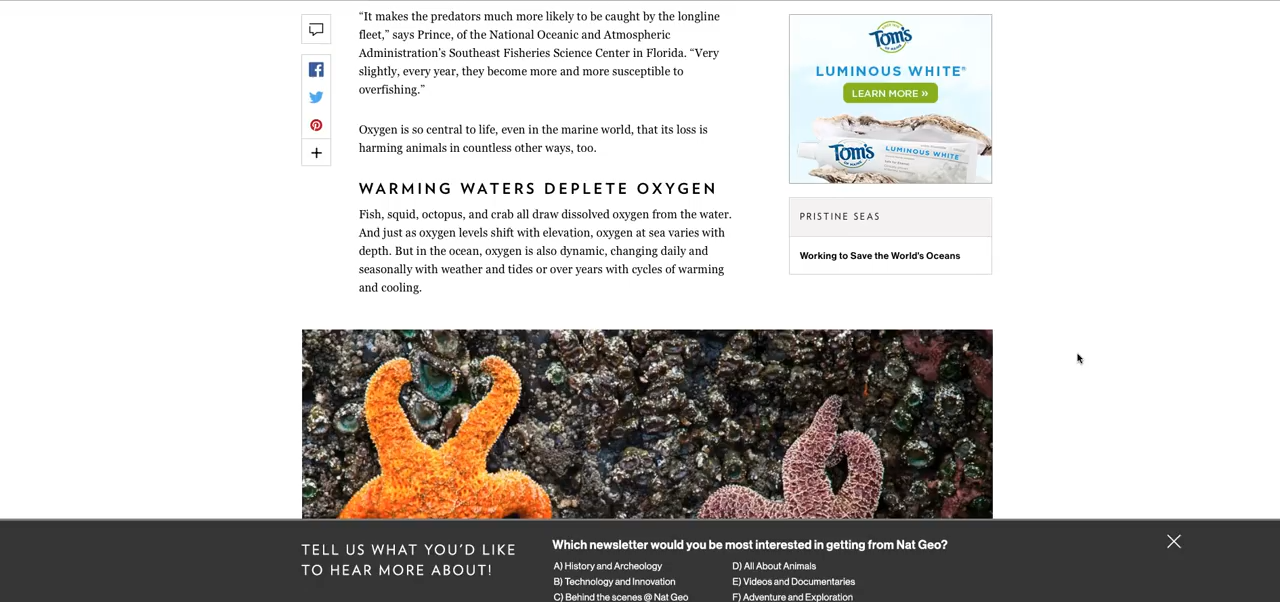 “It makes the predators much more likely to be caught by the longline
fleet,” says Prince, of the National Oceanic and Atmospheric
Administration’s Southeast Fisheries Science Center in Florida. “Very
slightly, every year, they become more and more susceptible to
overfishing.”
Oxygen is so central to life, even in the marine world, that its loss is
harming animals in countless other ways, too.
WARMING WATERS DEPLETE OXYGEN
Fish, squid, octopus, and crab all draw dissolved oxygen from the water.
And just as oxygen levels shift with elevation, oxygen at sea varies with
depth. But in the ocean, oxygen is also dynamic, changing daily and
seasonally with weather and tides or over years with cycles of warming
and cooling.
Tom's
OF MAINE
LUMINOUS WHITE®
LEARN MORE »
Tom's
OF MAINE
LUMINOUS WHITE
PRISTINE SEAS
Working to Save the World's Oceans
TELL US WHAT YOU’D LIKE
TO HEAR MORE ABOUT!
Which newsletter would you be most interested in getting from Nat Geo?
A) History and Archeology
B) Technology and Innovation
C) Behind the scenes @ Nat Geo
D) All About Animals
E) Videos and Documentaries
F) Adventure and Exploration